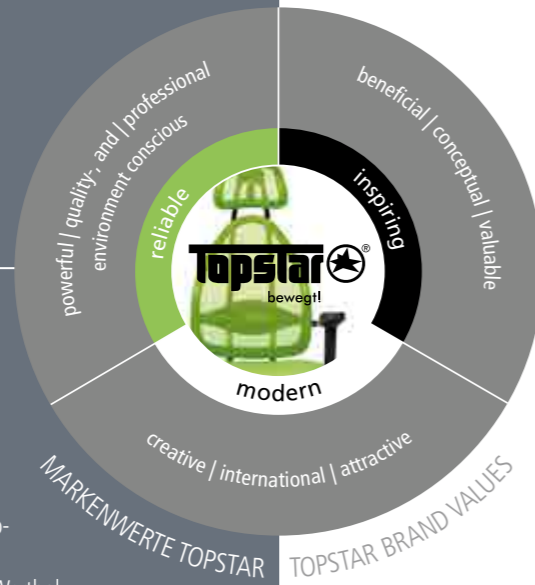 powerful | quality-, and | professional
environment conscious
beneficial | conceptual | valuable
reliable
inspiring
Topstar ®
bewegt!
modern
creative | international | attractive
MARKENWERTE TOPSTAR
TOPSTAR BRAND VALUES